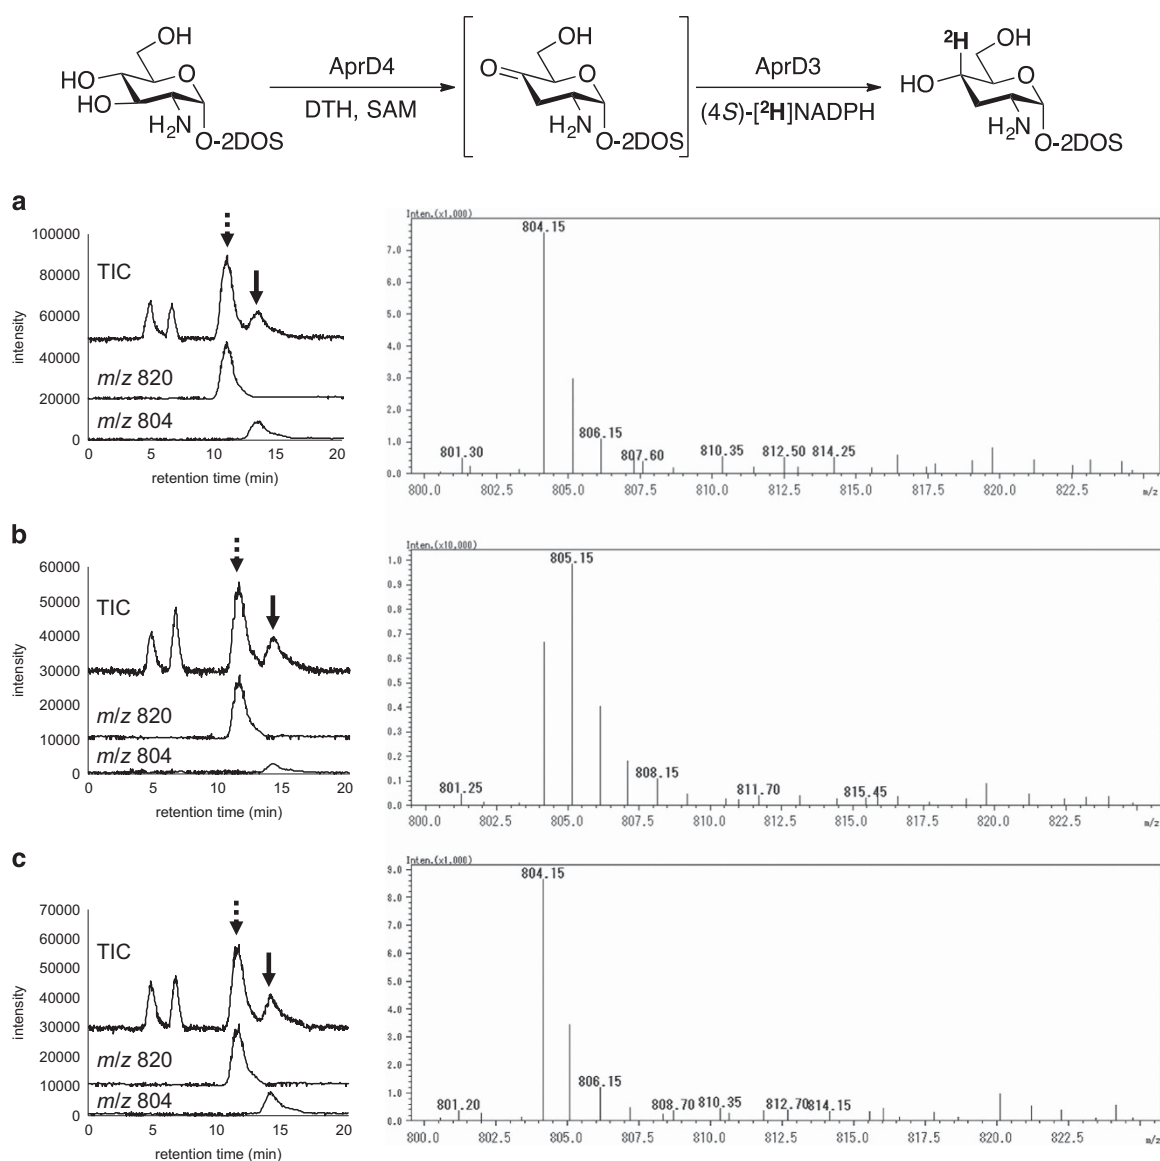 OH
HO
O
HO
H₂N
O-2DOS
AprD4
DTH, SAM
OH
O
O
H₂N
O-2DOS
AprD3
(4S)-[²H]NADPH
²H
OH
HO
O
H₂N
O-2DOS
a
100000
80000
60000
40000
20000
0
intensity
TIC
m/z 820
m/z 804
0 5 10 15 20
retention time (min)
Inten.(x1,000)
7.0
6.0
5.0
4.0
3.0
2.0
1.0
0.0
804.15
806.15
801.30
807.60
810.35
812.50
814.25
800.0 802.5 805.0 807.5 810.0 812.5 815.0 817.5 820.0 822.5 m/z
b
60000
50000
40000
30000
20000
10000
0
intensity
TIC
m/z 820
m/z 804
0 5 10 15 20
retention time (min)
Inten.(x10,000)
1.0
0.9
0.8
0.7
0.6
0.5
0.4
0.3
0.2
0.1
0.0
805.15
808.15
801.25
811.70
815.45
800.0 802.5 805.0 807.5 810.0 812.5 815.0 817.5 820.0 822.5 m/z
c
70000
60000
50000
40000
30000
20000
10000
0
intensity
TIC
m/z 820
m/z 804
0 5 10 15 20
retention time (min)
Inten.(x1,000)
9.0
8.0
7.0
6.0
5.0
4.0
3.0
2.0
1.0
0.0
804.15
806.15
801.20
808.70
810.35
812.70
814.15
800.0 802.5 805.0 807.5 810.0 812.5 815.0 817.5 820.0 822.5 m/z